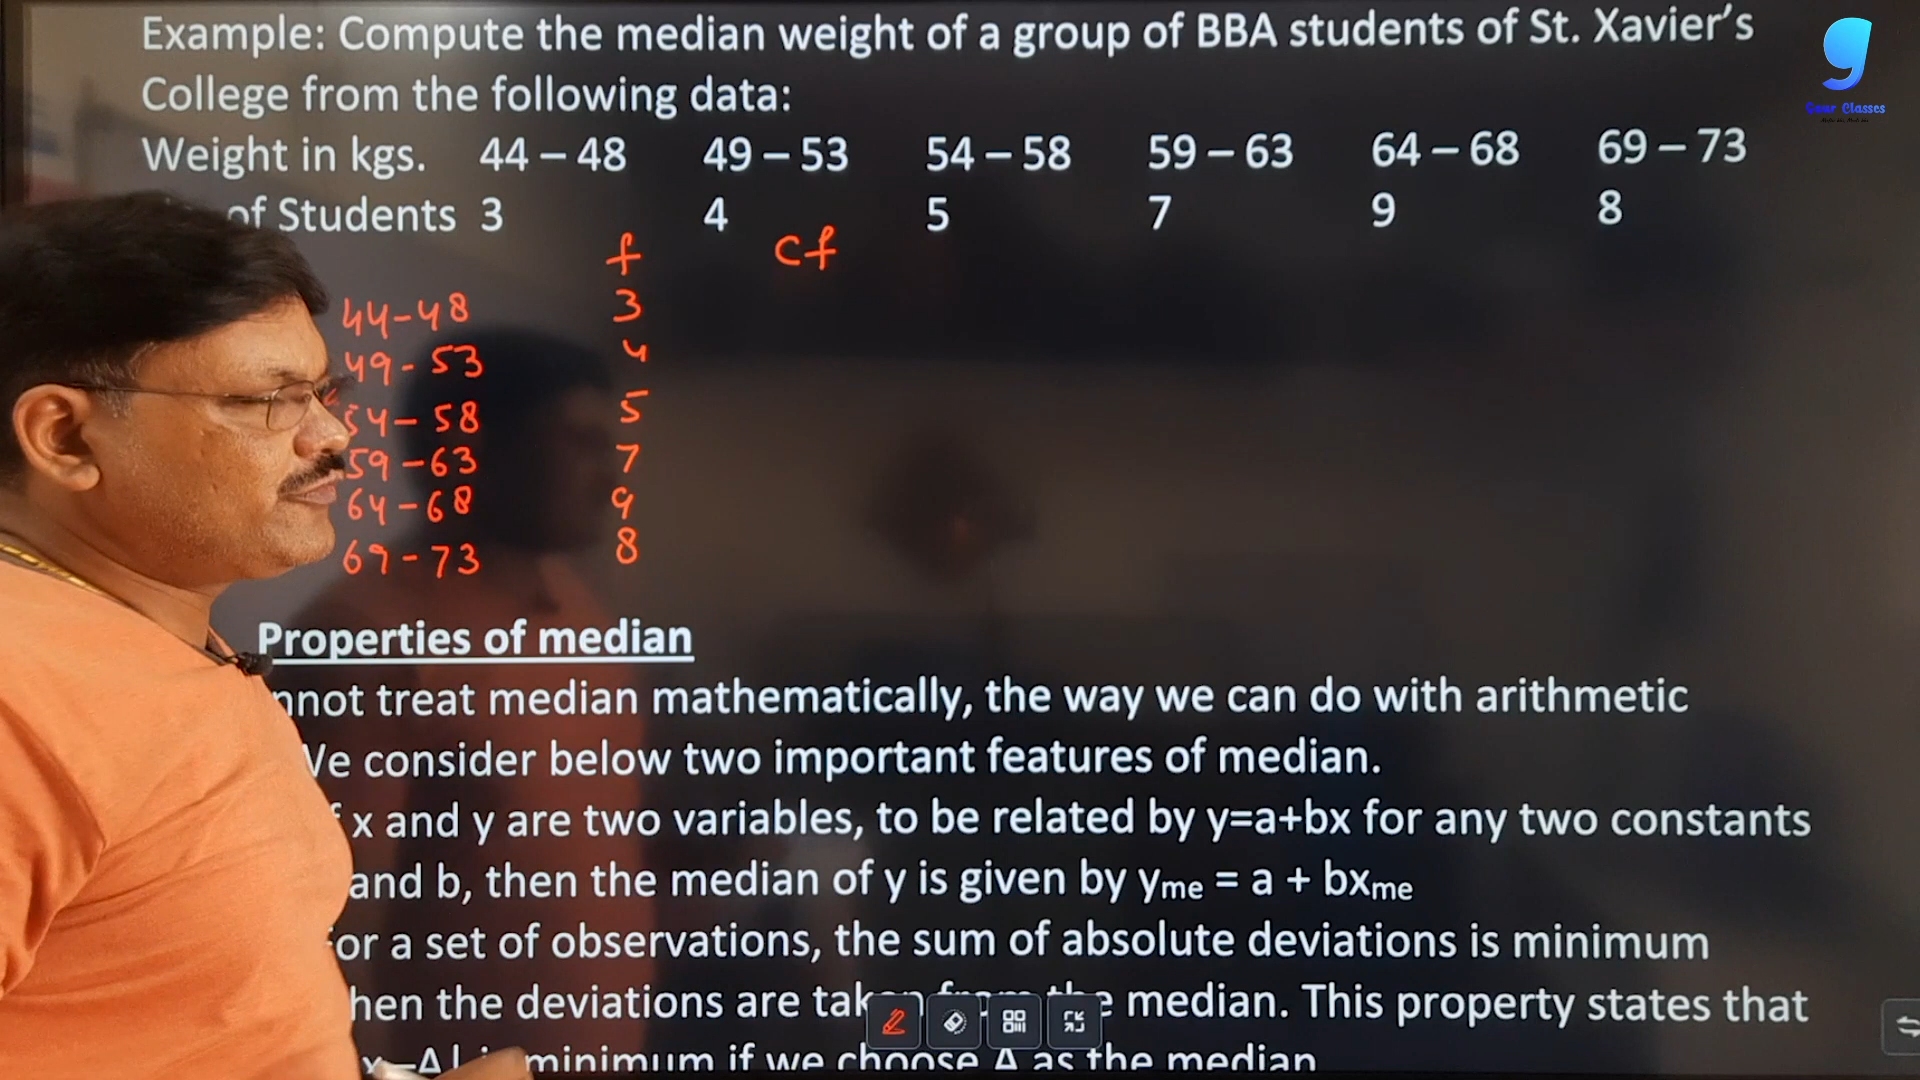 Example: Compute the median weight of a group of BBA students of St. Xavier's
College from the following data:
Weight in kgs. 44 – 48 49 – 53 54 – 58 59 – 63 64 – 68 69 – 73
of Students 3 4 5 7 9 8
f cf
44-48 3
49-53 4
54-58 5
59-63 7
64-68 9
69-73 8
Properties of median
treat median mathematically, the way we can do with arithmetic
We consider below two important features of median.
x and y are two variables, to be related by y=a+bx for any two constants
and b, then the median of y is given by yme = a + bxme
a set of observations, the sum of absolute deviations is minimum
the deviations are the median. This property states that
minimum if we choose A as the median
Gour Classes